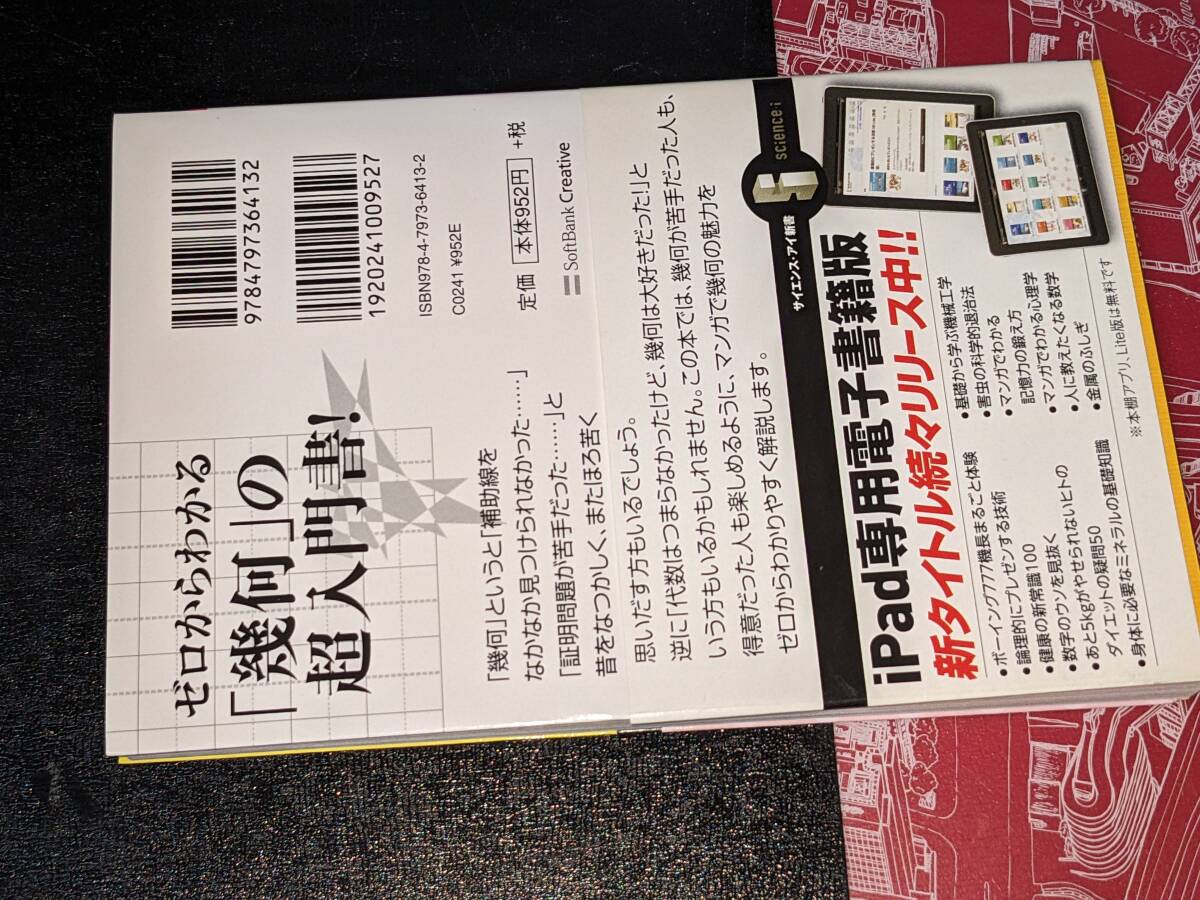 ゼロからわかる
「幾何」の
超入門書!
9784797364132
1920241009527
ISBN978-4-7973-6413-2
C0241 ¥952E
定価 本体952円 +税
SoftBank Creative
「幾何」というと「補助線を
なかなか見つけられなかった……」
「証明問題が苦手だった……」と
昔をなつかしく、またほろ苦く
思いだす方もいるでしょう。
逆に「代数はつまらなかったけど、幾何は大好きだった!」と
いう方もいるかもしれません。この本では、幾何が苦手だった人も、
得意だった人も楽しめるように、マンガで幾何の魅力を
ゼロからわかりやすく解説します。
サイエンス・アイ新書
science・i
iPad専用電子書籍版
新タイトル続々リリース中!!
•ボーイング777機長まるごと体験
•論理的にプレゼンする技術
•健康の新常識100
•数字のウソを見抜く
•あと5kgがやせられないヒトの
ダイエットの疑問50
•身体に必要なミネラルの基礎知識
•基礎から学ぶ機械工学
•害虫の科学的退治法
•マンガでわかる
記憶力の鍛え方
•マンガでわかる心理学
•人に教えたくなる数学
•金属のふしぎ
※本棚アプリ、Lite版は無料です